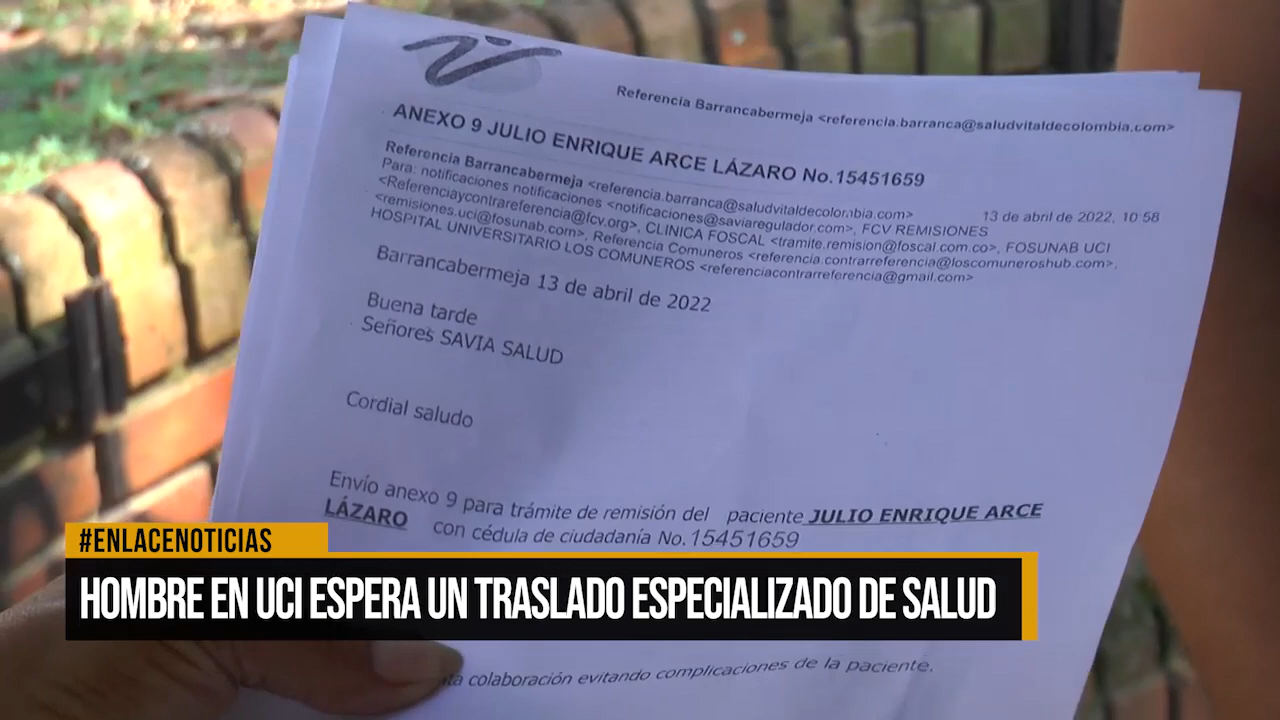 Referencia Barrancabermeja <referencia.barranca@saludvitaldecolombia.com>
ANEXO 9 JULIO ENRIQUE ARCE LÁZARO No.15451659
Referencia Barrancabermeja <referencia.barranca@saludvitaldecolombia.com>
13 de abril de 2022, 10:58
Para: notificaciones notificaciones <notificaciones@saviaregulador.com>, FCV REMISIONES
<Referenciaycontrareferencia@fcv.org>, CLINICA FOSCAL <tramite.remision@foscal.com.co>, FOSUNAB UCI
<remisiones.uci@fosunab.com>, Referencia Comuneros <referencia.contrarreferencia@loscomuneroshub.com>,
HOSPITAL UNIVERSITARIO LOS COMUNEROS <referenciacontrarreferencia@gmail.com>
Barrancabermeja 13 de abril de 2022
Buena tarde
Señores SAVIA SALUD
Cordial saludo
Envío anexo 9 para trámite de remisión del paciente JULIO ENRIQUE ARCE
LÁZARO con cédula de ciudadanía No.15451659
#ENLACENOTICIAS
HOMBRE EN UCI ESPERA UN TRASLADO ESPECIALIZADO DE SALUD
colaboración evitando complicaciones de la paciente.